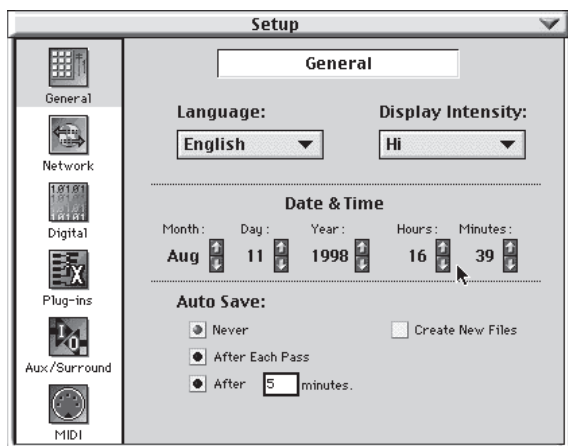 Setup
General
Network
Digital
Plug-ins
Aux/Surround
MIDI
General
Language:
English
Display Intensity:
Hi
Date & Time
Month: Day: Year: Hours: Minutes:
Aug 11 1998 16 39
Auto Save:
Never
Create New Files
After Each Pass
After 5 minutes.